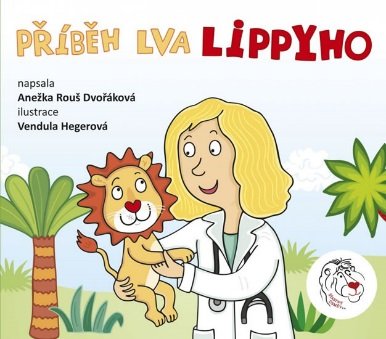 PŘÍBĚH LVA LIPPYHO
napsala
Anežka Rouš Dvořáková
ilustrace
Vendula Hegerová